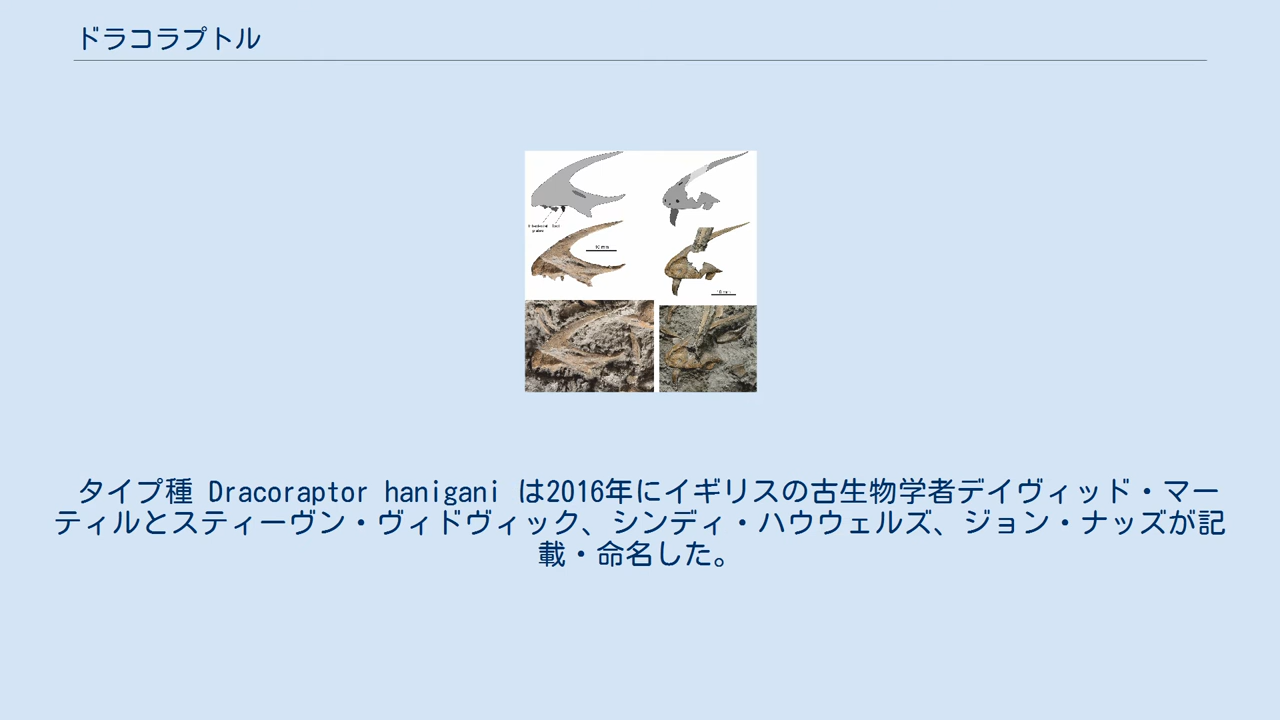 ドラコラプトル
10 mm
10 mm
タイプ種 Dracoraptor hanigani は2016年にイギリスの古生物学者デイヴィッド・マー
ティルとスティーヴン・ヴィドヴィック、シンディ・ハウウェルズ、ジョン・ナッズが記
載・命名した。